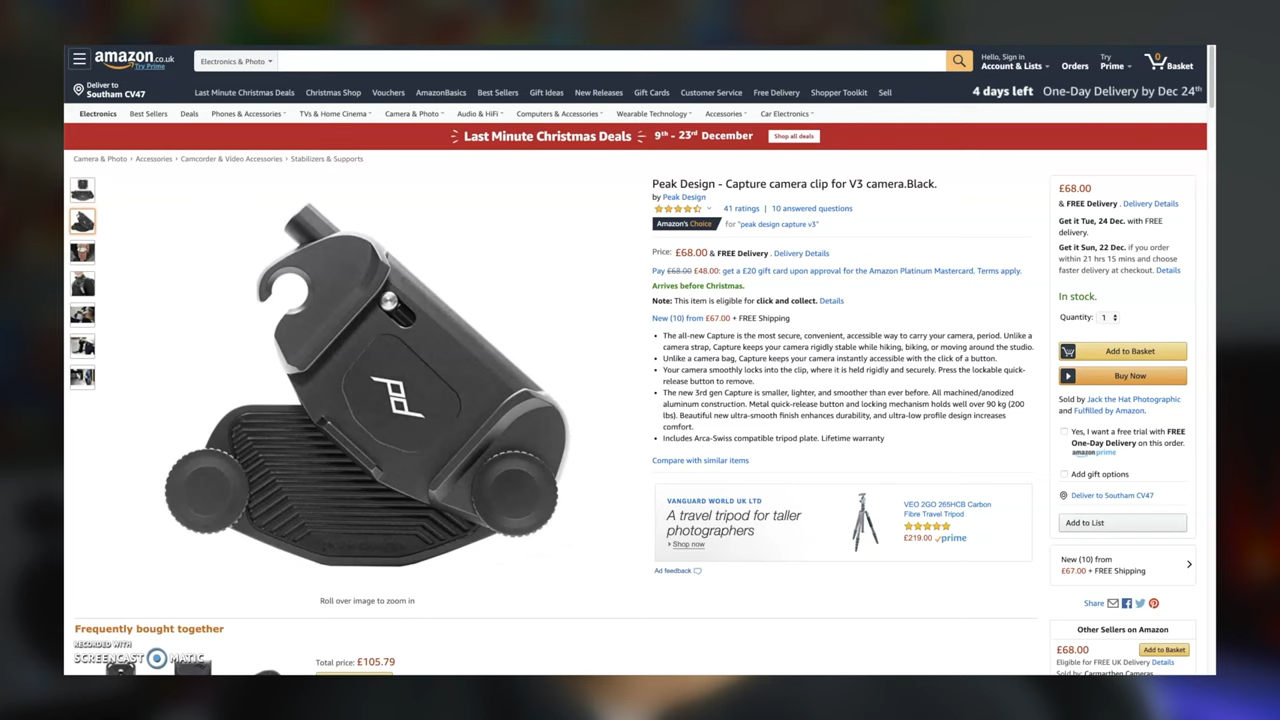 amazon.co.uk
Try Prime
Electronics & Photo
Hello, Sign in
Account & Lists
Orders
Try
Prime
0
Basket
Deliver to
Southam CV47
Last Minute Christmas Deals Christmas Shop Vouchers AmazonBasics Best Sellers Gift Ideas New Releases Gift Cards Customer Service Free Delivery Shopper Toolkit Sell
4 days left One-Day Delivery by Dec 24th
Electronics Best Sellers Deals Phones & Accessories TVs & Home Cinema Camera & Photo Audio & HiFi Computers & Accessories Wearable Technology Accessories Car Electronics
Last Minute Christmas Deals 9th - 23rd December Shop all deals
Camera & Photo › Accessories › Camcorder & Video Accessories › Stabilizers & Supports
pd
Roll over image to zoom in
Peak Design - Capture camera clip for V3 camera.Black.
by Peak Design
41 ratings | 10 answered questions
Amazon's Choice for "peak design capture v3"
Price: £68.00 & FREE Delivery . Delivery Details
Pay £68.00 £48.00: get a £20 gift card upon approval for the Amazon Platinum Mastercard. Terms apply.
Arrives before Christmas.
Note: This item is eligible for click and collect. Details
New (10) from £67.00 + FREE Shipping
• The all-new Capture is the most secure, convenient, accessible way to carry your camera, period. Unlike a
camera strap, Capture keeps your camera rigidly stable while hiking, biking, or moving around the studio.
• Unlike a camera bag, Capture keeps your camera instantly accessible with the click of a button.
• Your camera smoothly locks into the clip, where it is held rigidly and securely. Press the lockable quick-
release button to remove.
• The new 3rd gen Capture is smaller, lighter, and smoother than ever before. All machined/anodized
aluminum construction. Metal quick-release button and locking mechanism holds well over 90 kg (200
lbs). Beautiful new ultra-smooth finish enhances durability, and ultra-low profile design increases
comfort.
• Includes Arca-Swiss compatible tripod plate. Lifetime warranty
Compare with similar items
VANGUARD WORLD UK LTD
A travel tripod for taller
photographers
› Shop now
VEO 2GO 265HCB Carbon
Fibre Travel Tripod
£219.00 prime
Ad feedback
£68.00
& FREE Delivery . Delivery Details
Get it Tue, 24 Dec. with FREE
delivery.
Get it Sun, 22 Dec. if you order
within 21 hrs 15 mins and choose
faster delivery at checkout. Details
In stock.
Quantity: 1
Add to Basket
Buy Now
Sold by Jack the Hat Photographic
and Fulfilled by Amazon.
Yes, I want a free trial with FREE
One-Day Delivery on this order.
amazon prime
Add gift options
Deliver to Southam CV47
Add to List
New (10) from
£67.00 + FREE Shipping
Share
Other Sellers on Amazon
£68.00 Add to Basket
Eligible for FREE UK Delivery Details
Sold by: Carmarthen Cameras
Frequently bought together
Total price: £105.79
RECORDED WITH
SCREENCAST MATIC